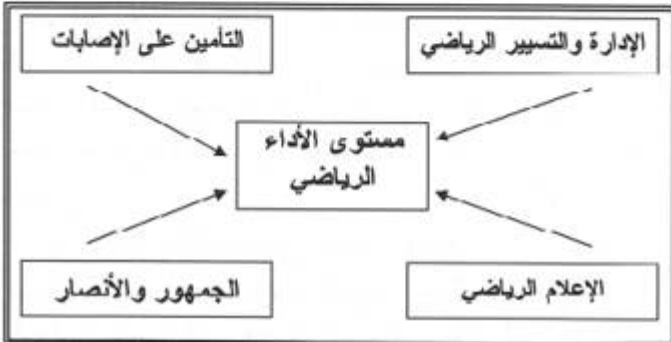 الإدارة والتسيير الرياضي
التأمين على الإصابات
مستوى الأداء
الرياضي
الإعلام الرياضي
الجمهور والأنصار